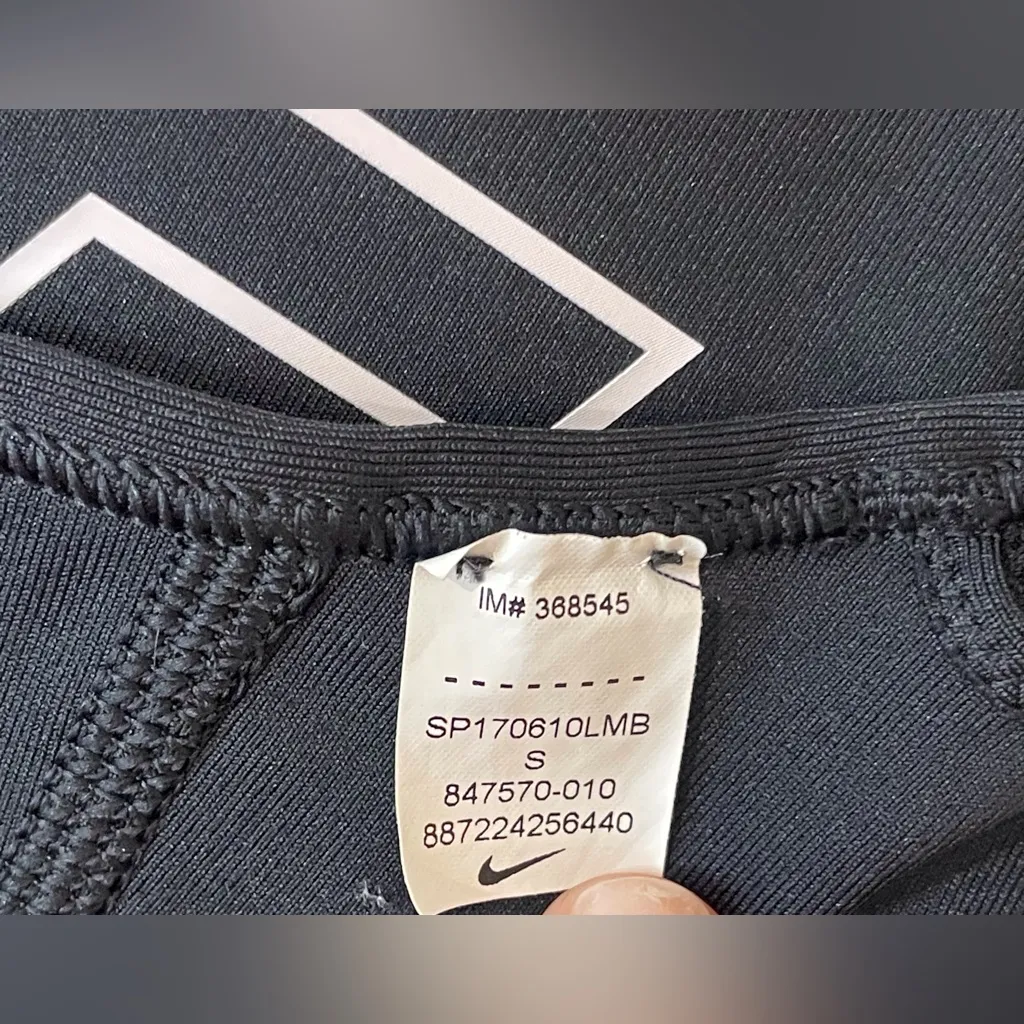 IM# 368545
--------
SP170610LMB
S
847570-010
887224256440